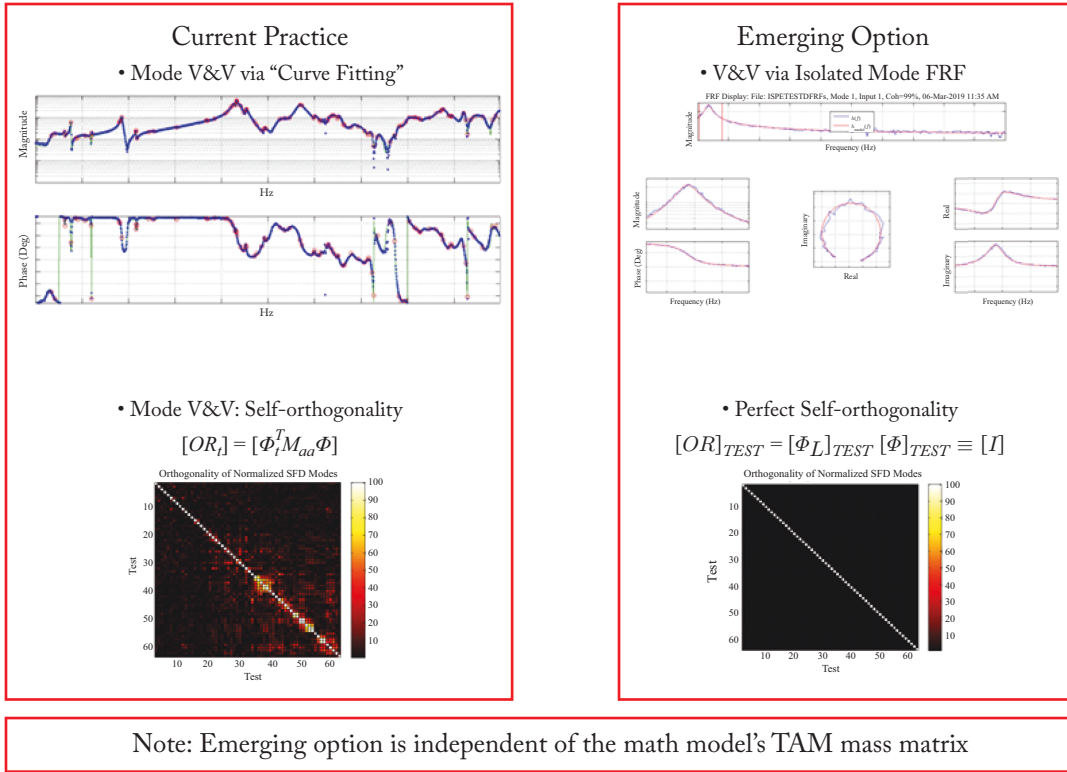 Current Practice
• Mode V&V via “Curve Fitting”
Magnitude
Hz
Phase (Deg)
Hz
• Mode V&V: Self-orthogonality
[OR_t] = [Φ_t^T M_aa Φ]
Orthogonality of Normalized SFD Modes
Test
10
20
30
40
50
60
10 20 30 40 50 60
Test
100
90
80
70
60
50
40
30
20
10
Emerging Option
• V&V via Isolated Mode FRF
FRF Display: File: ISPETESTDFRFs, Mode 1, Input 1, Coh=99%, 06-Mar-2019 11:35 AM
Magnitude
Frequency (Hz)
Magnitude
Phase (Deg)
Frequency (Hz)
Imaginary
Real
Real
Imaginary
Frequency (Hz)
• Perfect Self-orthogonality
[OR]_TEST = [Φ_L]_TEST [Φ]_TEST ≡ [I]
Orthogonality of Normalized SFD Modes
Test
10
20
30
40
50
60
10 20 30 40 50 60
Test
100
90
80
70
60
50
40
30
20
10
Note: Emerging option is independent of the math model’s TAM mass matrix